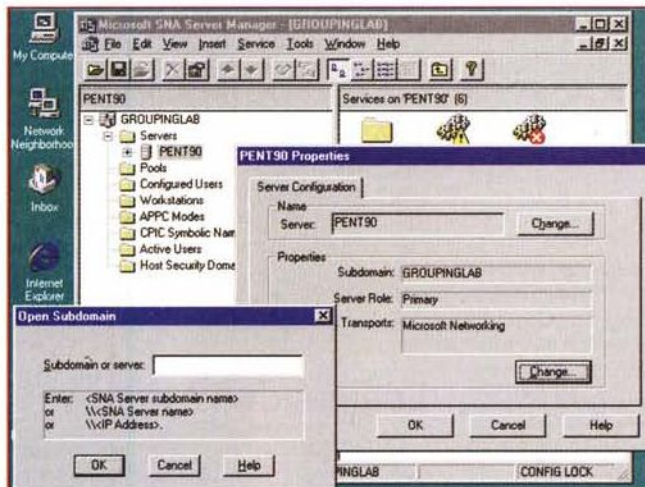 My Compute
Network
Neighborhoo
Inbox
Internet
Explorer
Microsoft SNA Server Manager - [GROUPINGLAB]
File Edit View Insert Service Tools Window Help
PENT90
GROUPINGLAB
Servers
PENT90
Pools
Configured Users
Workstations
APPC Modes
CPIC Symbolic Nam
Active Users
Host Security Dome
Services on 'PENT90' (6)
PENT90 Properties
Server Configuration
Name
Server:
PENT90
Change...
Properties
Subdomain:
GROUPINGLAB
Server Role:
Primary
Transports:
Microsoft Networking
Change...
OK
Cancel
Help
Open Subdomain
Subdomain or server:
Enter: <SNA Server subdomain name>
or \\<SNA Server name>
or \\<IP Address>.
OK
Cancel
Help
PINGLAB
CONFIG LOCK